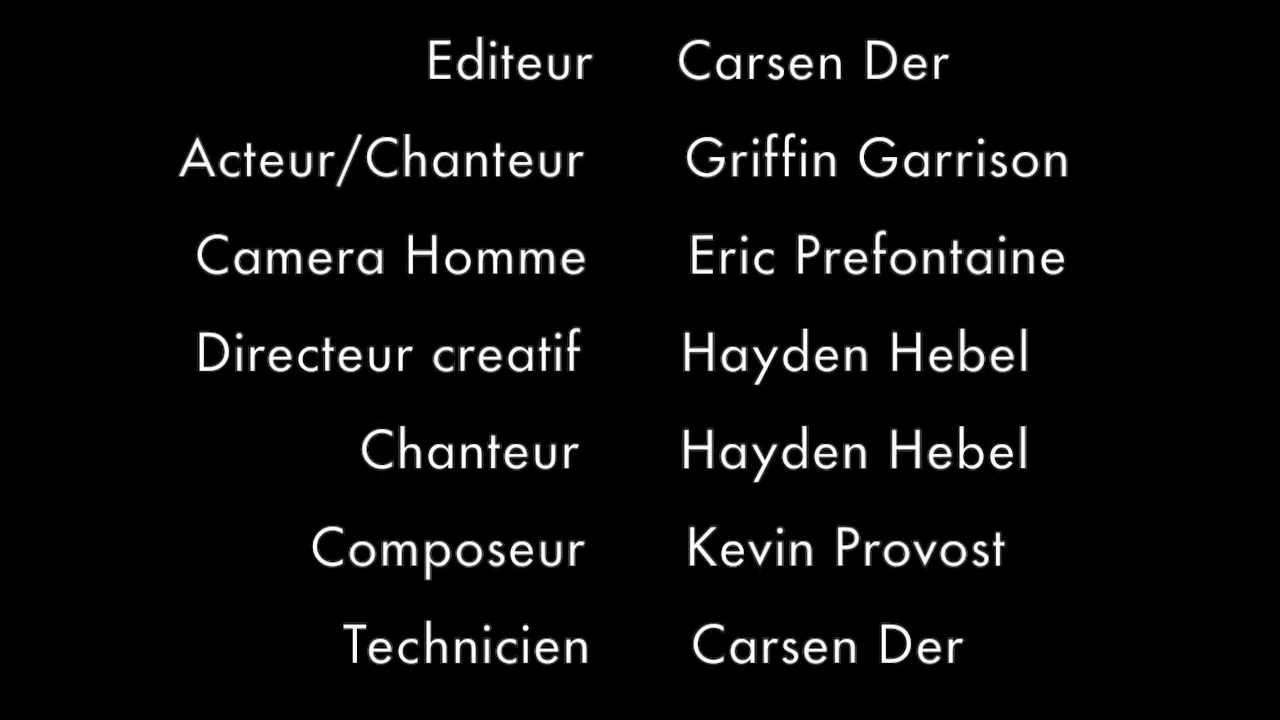 Editeur Carsen Der
Acteur/Chanteur Griffin Garrison
Camera Homme Eric Prefontaine
Directeur creatif Hayden Hebel
Chanteur Hayden Hebel
Composeur Kevin Provost
Technicien Carsen Der